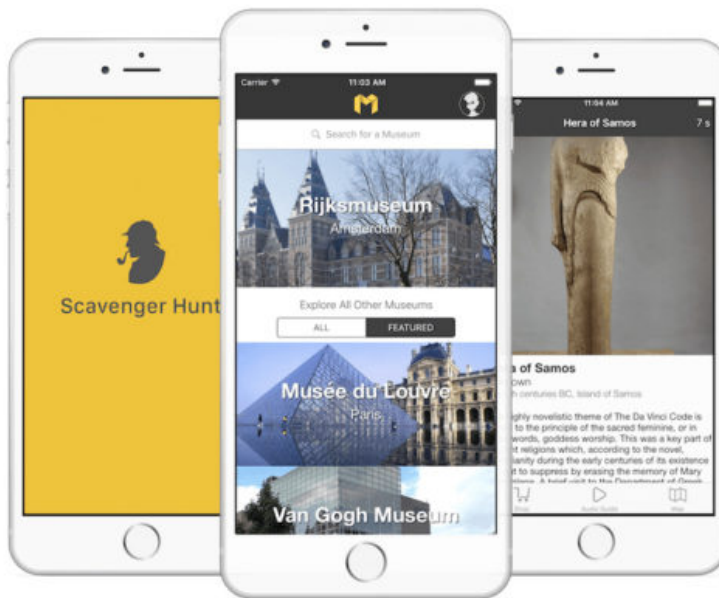 Scavenger Hunt
Carrier
11:03 AM
M
Search for a Museum
Rijksmuseum
Amsterdam
Explore All Other Museums
ALL
FEATURED
Musée du Louvre
Paris
Van Gogh Museum
11:04 AM
Hera of Samos
7 s
a of Samos
own
h centuries BC, Island of Samos
ghly novelistic theme of The Da Vinci Code is
to the principle of the sacred feminine, or in
words, goddess worship. This was a key part of
t religions which, according to the novel,
ianity during the early centuries of its existence
t to suppress by erasing the memory of Mary
Shop
Audio Guide
Map